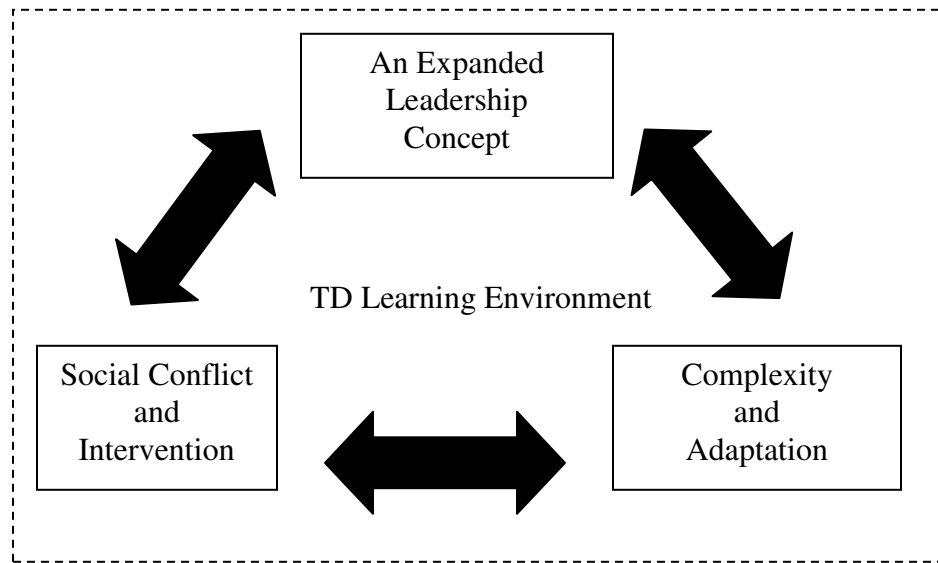 An Expanded
Leadership
Concept
TD Learning Environment
Social Conflict
and
Intervention
Complexity
and
Adaptation